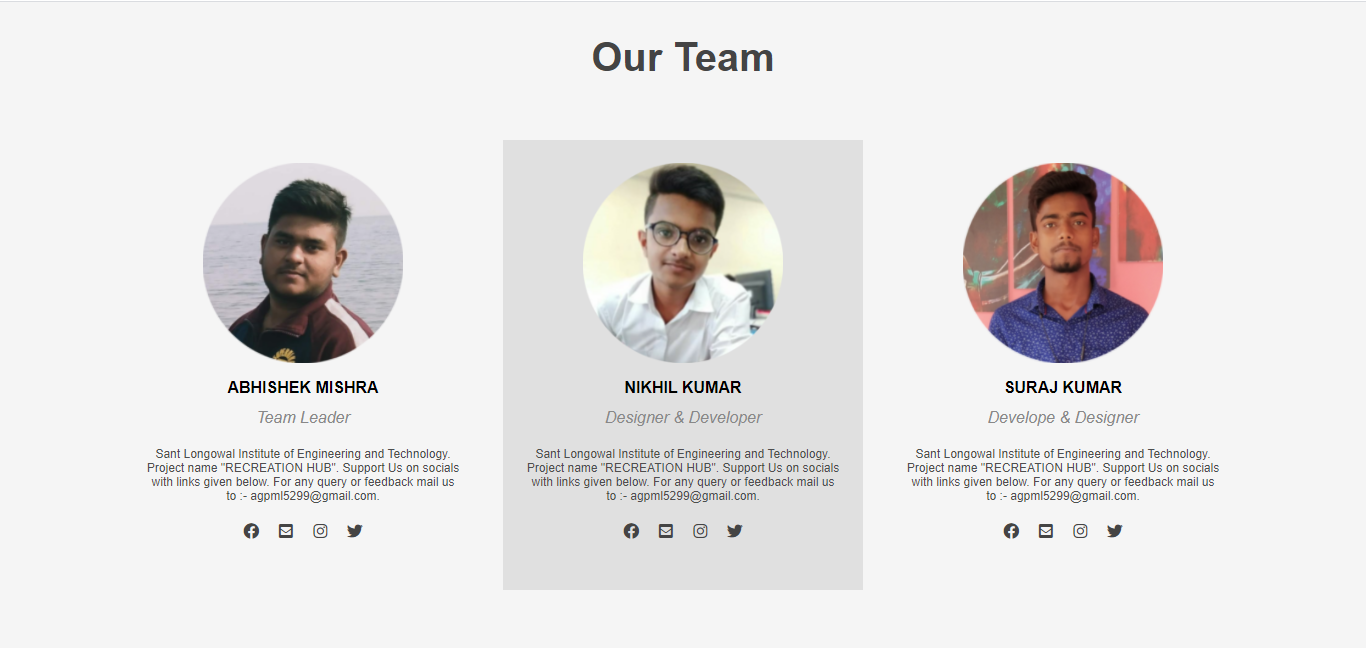 Our Team
ABHISHEK MISHRA
Team Leader
Sant Longowal Institute of Engineering and Technology.
Project name "RECREATION HUB". Support Us on socials
with links given below. For any query or feedback mail us
to :- agpml5299@gmail.com.
NIKHIL KUMAR
Designer & Developer
Sant Longowal Institute of Engineering and Technology.
Project name "RECREATION HUB". Support Us on socials
with links given below. For any query or feedback mail us
to :- agpml5299@gmail.com.
SURAJ KUMAR
Develope & Designer
Sant Longowal Institute of Engineering and Technology.
Project name "RECREATION HUB". Support Us on socials
with links given below. For any query or feedback mail us
to :- agpml5299@gmail.com.